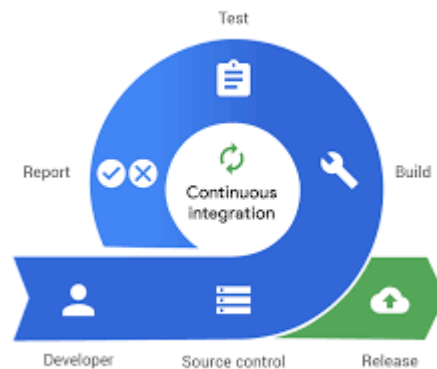 Test
Report
Continuous
integration
Build
Developer
Source control
Release